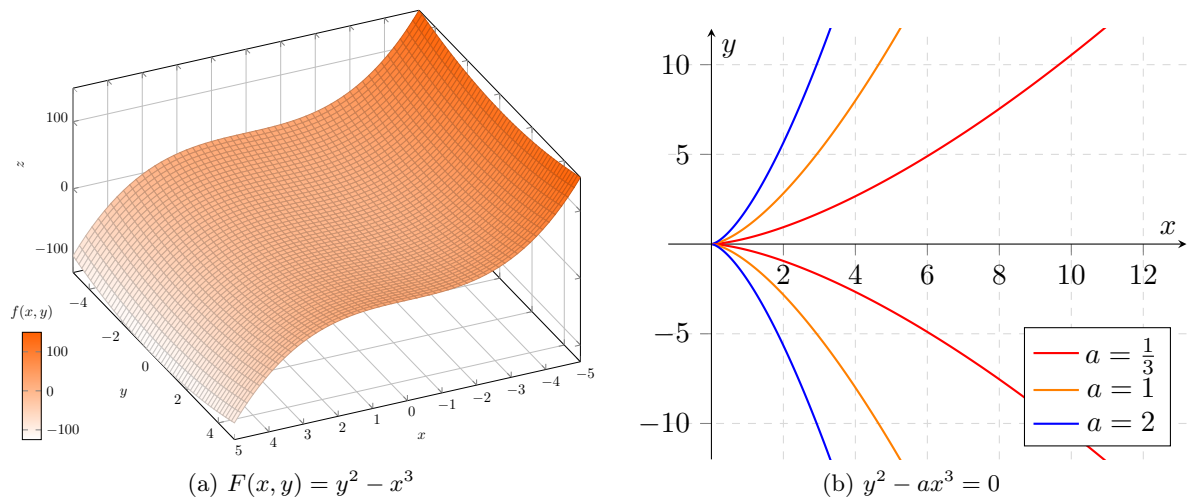 100
0
−100
z
−4
−2
0
2
4
y
5
4
3
2
1
0
−1
−2
−3
−4
−5
x
f(x, y)
100
0
−100
(a) F(x, y) = y² − x³
y
10
5
−5
−10
2
4
6
8
10
12
x
a = 1/3
a = 1
a = 2
(b) y² − ax³ = 0